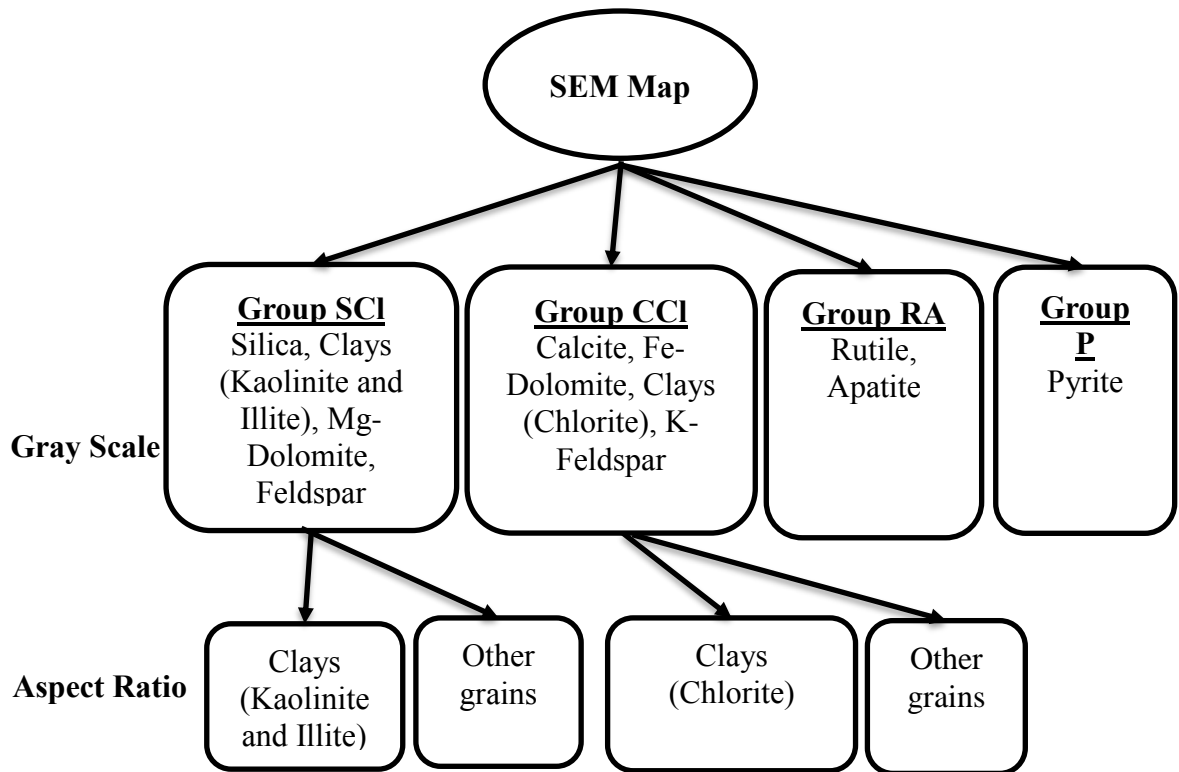 SEM Map
Group SCl
Silica, Clays
(Kaolinite and
Illite), Mg-
Dolomite,
Feldspar
Group CCl
Calcite, Fe-
Dolomite, Clays
(Chlorite), K-
Feldspar
Group RA
Rutile,
Apatite
Group
P
Pyrite
Gray Scale
Aspect Ratio
Clays
(Kaolinite
and Illite)
Other
grains
Clays
(Chlorite)
Other
grains